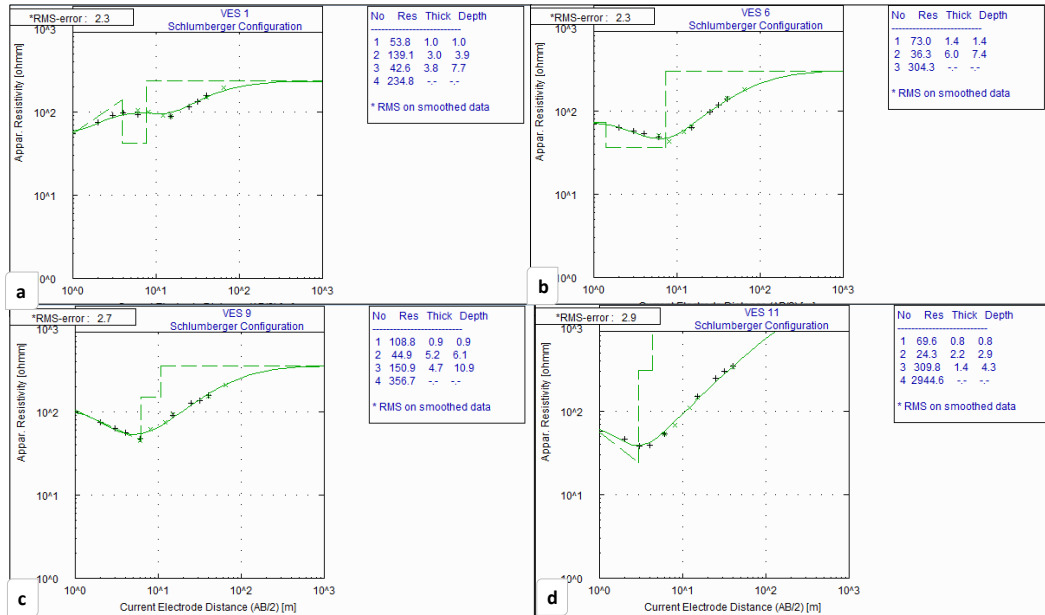 *RMS-error : 2.3
VES 1
Schlumberger Configuration
10^3
10^2
10^1
10^0
Appar. Resistivity [ohmm]
10^0 10^1 10^2 10^3
No Res Thick Depth
1 53.8 1.0 1.0
2 139.1 3.0 3.9
3 42.6 3.8 7.7
4 234.8 -.- -.-
* RMS on smoothed data
a
*RMS-error : 2.3
VES 6
Schlumberger Configuration
10^3
10^2
10^1
10^0
Appar. Resistivity [ohmm]
10^0 10^1 10^2 10^3
No Res Thick Depth
1 73.0 1.4 1.4
2 36.3 6.0 7.4
3 304.3 -.- -.-
* RMS on smoothed data
b
*RMS-error : 2.7
VES 9
Schlumberger Configuration
10^3
10^2
10^1
10^0
Appar. Resistivity [ohmm]
10^0 10^1 10^2 10^3
Current Electrode Distance (AB/2) [m]
No Res Thick Depth
1 108.8 0.9 0.9
2 44.9 5.2 6.1
3 150.9 4.7 10.9
4 356.7 -.- -.-
* RMS on smoothed data
c
*RMS-error : 2.9
VES 11
Schlumberger Configuration
10^3
10^2
10^1
10^0
Appar. Resistivity [ohmm]
10^0 10^1 10^2 10^3
Current Electrode Distance (AB/2) [m]
No Res Thick Depth
1 69.6 0.8 0.8
2 24.3 2.2 2.9
3 309.8 1.4 4.3
4 2944.6 -.- -.-
* RMS on smoothed data
d